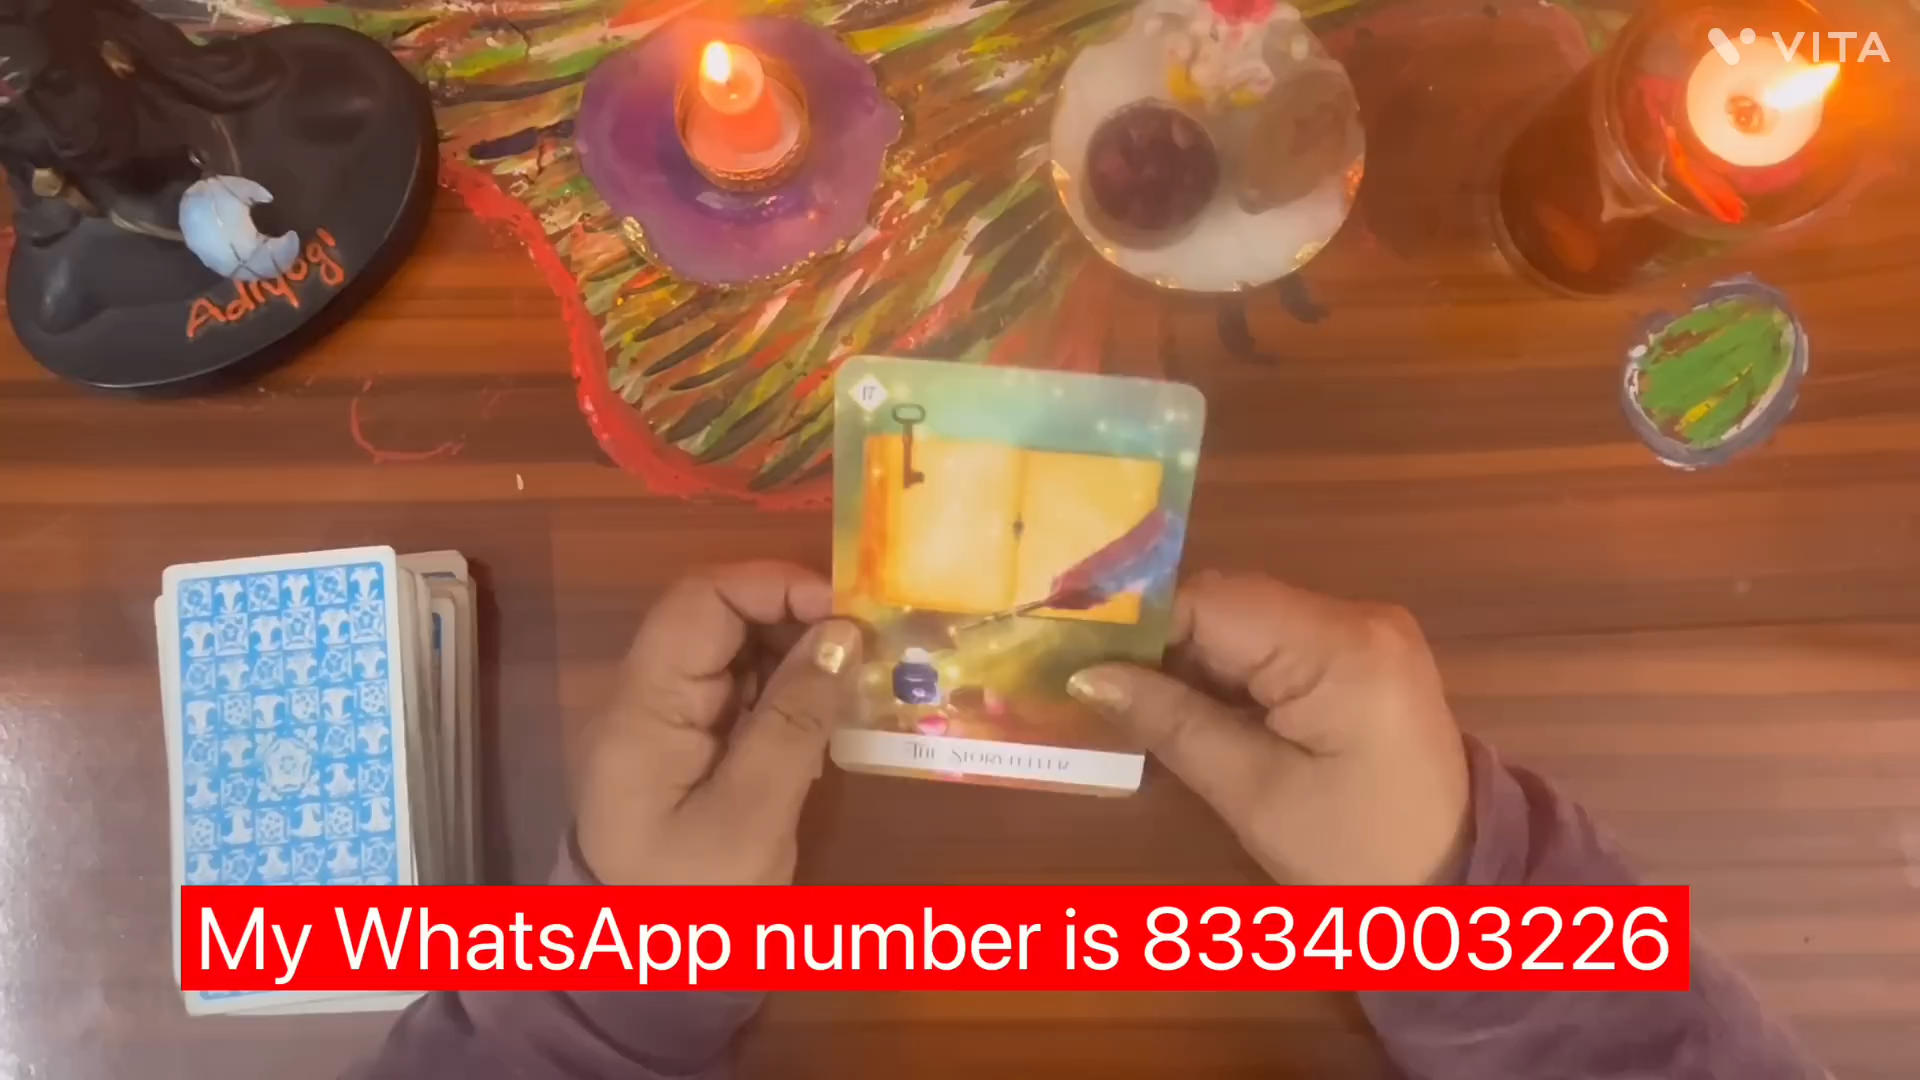 VITA
Adiyogi
17
The Storyteller
My WhatsApp number is 8334003226